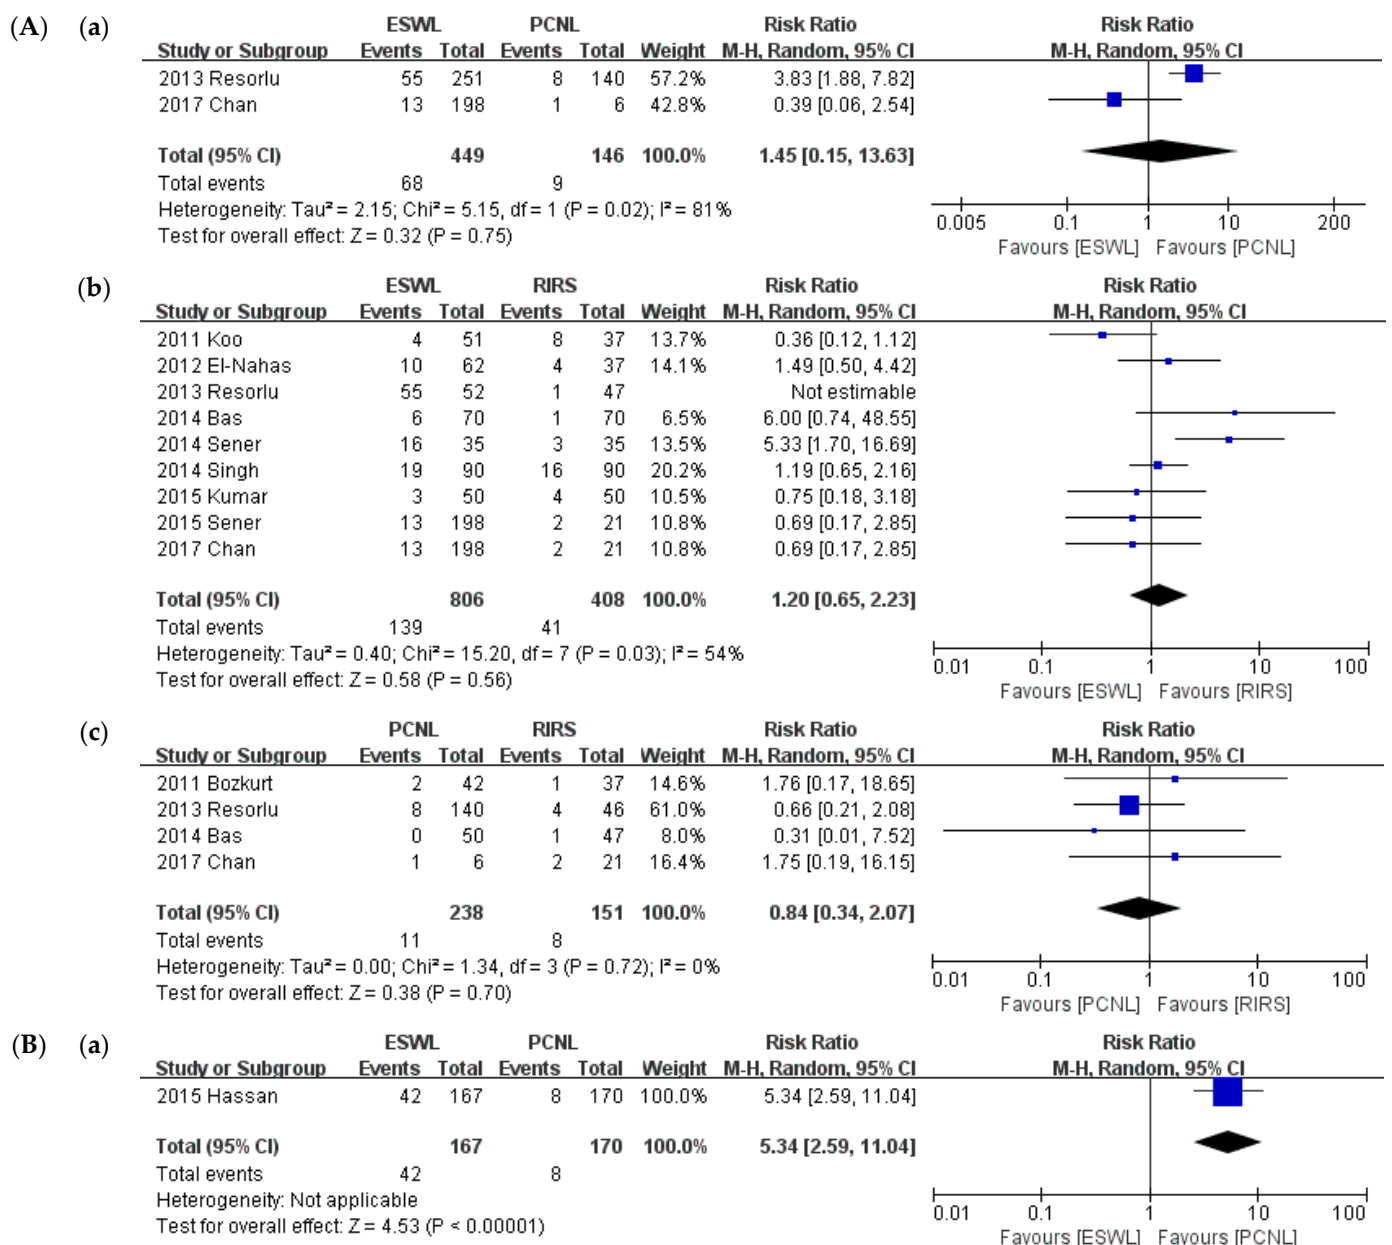 (A) (a) ESWL PCNL Risk Ratio Risk Ratio
Study or Subgroup Events Total Events Total Weight M-H, Random, 95% CI M-H, Random, 95% CI
2013 Resorlu 55 251 8 140 57.2% 3.83 [1.88, 7.82]
2017 Chan 13 198 1 6 42.8% 0.39 [0.06, 2.54]
Total (95% CI) 449 146 100.0% 1.45 [0.15, 13.63]
Total events 68 9
Heterogeneity: Tau² = 2.15; Chi² = 5.15, df = 1 (P = 0.02); I² = 81%
Test for overall effect: Z = 0.32 (P = 0.75)
0.005 0.1 1 10 200
Favours [ESWL] Favours [PCNL]
(b) ESWL RIRS Risk Ratio Risk Ratio
Study or Subgroup Events Total Events Total Weight M-H, Random, 95% CI M-H, Random, 95% CI
2011 Koo 4 51 8 37 13.7% 0.36 [0.12, 1.12]
2012 El-Nahas 10 62 4 37 14.1% 1.49 [0.50, 4.42]
2013 Resorlu 55 52 1 47 Not estimable
2014 Bas 6 70 1 70 6.5% 6.00 [0.74, 48.55]
2014 Sener 16 35 3 35 13.5% 5.33 [1.70, 16.69]
2014 Singh 19 90 16 90 20.2% 1.19 [0.65, 2.16]
2015 Kumar 3 50 4 50 10.5% 0.75 [0.18, 3.18]
2015 Sener 13 198 2 21 10.8% 0.69 [0.17, 2.85]
2017 Chan 13 198 2 21 10.8% 0.69 [0.17, 2.85]
Total (95% CI) 806 408 100.0% 1.20 [0.65, 2.23]
Total events 139 41
Heterogeneity: Tau² = 0.40; Chi² = 15.20, df = 7 (P = 0.03); I² = 54%
Test for overall effect: Z = 0.58 (P = 0.56)
0.01 0.1 1 10 100
Favours [ESWL] Favours [RIRS]
(c) PCNL RIRS Risk Ratio Risk Ratio
Study or Subgroup Events Total Events Total Weight M-H, Random, 95% CI M-H, Random, 95% CI
2011 Bozkurt 2 42 1 37 14.6% 1.76 [0.17, 18.65]
2013 Resorlu 8 140 4 46 61.0% 0.66 [0.21, 2.08]
2014 Bas 0 50 1 47 8.0% 0.31 [0.01, 7.52]
2017 Chan 1 6 2 21 16.4% 1.75 [0.19, 16.15]
Total (95% CI) 238 151 100.0% 0.84 [0.34, 2.07]
Total events 11 8
Heterogeneity: Tau² = 0.00; Chi² = 1.34, df = 3 (P = 0.72); I² = 0%
Test for overall effect: Z = 0.38 (P = 0.70)
0.01 0.1 1 10 100
Favours [PCNL] Favours [RIRS]
(B) (a) ESWL PCNL Risk Ratio Risk Ratio
Study or Subgroup Events Total Events Total Weight M-H, Random, 95% CI M-H, Random, 95% CI
2015 Hassan 42 167 8 170 100.0% 5.34 [2.59, 11.04]
Total (95% CI) 167 170 100.0% 5.34 [2.59, 11.04]
Total events 42 8
Heterogeneity: Not applicable
Test for overall effect: Z = 4.53 (P < 0.00001)
0.01 0.1 1 10 100
Favours [ESWL] Favours [PCNL]